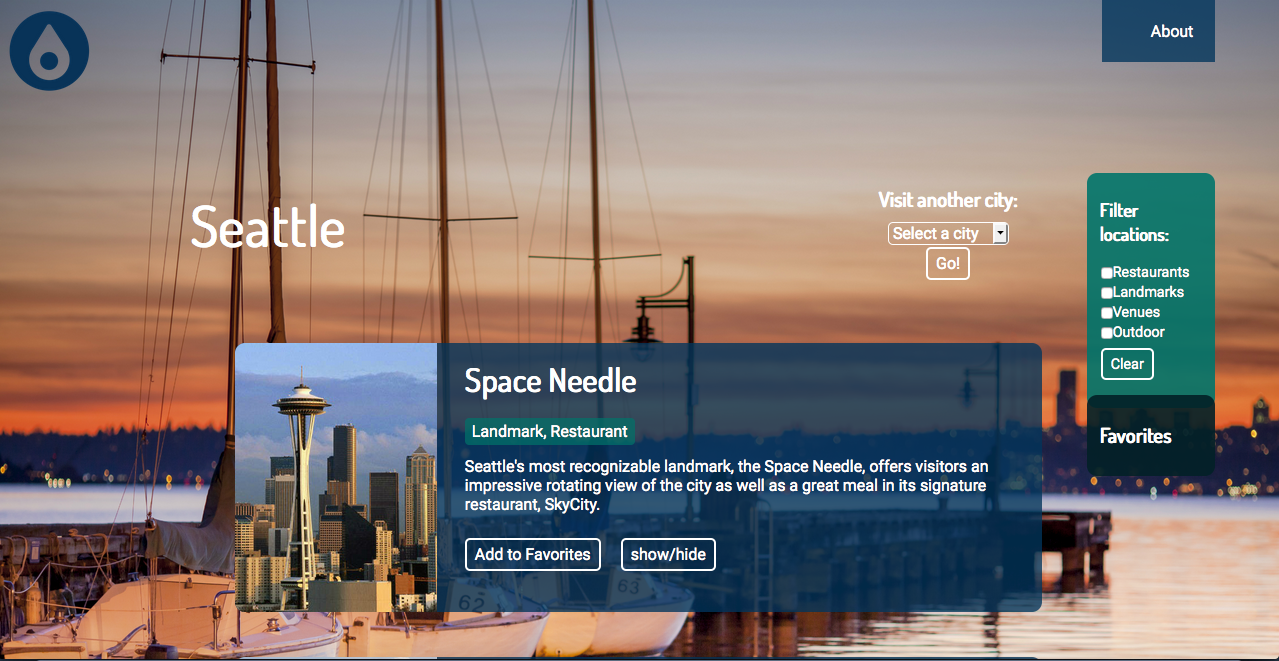 About
Seattle
Visit another city:
Select a city
Go!
Filter
locations:
Restaurants
Landmarks
Venues
Outdoor
Clear
Favorites
Space Needle
Landmark, Restaurant
Seattle's most recognizable landmark, the Space Needle, offers visitors an
impressive rotating view of the city as well as a great meal in its signature
restaurant, SkyCity.
Add to Favorites
show/hide
62
63